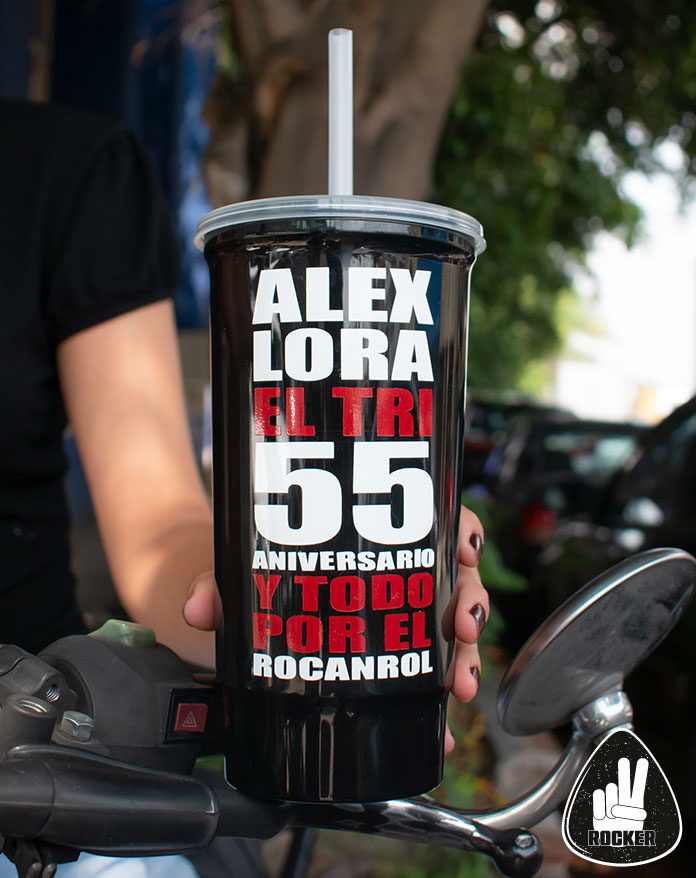 ALEX
LORA
EL TRI
55
ANIVERSARIO
Y TODO
POR EL
ROCANROL
ROCKER